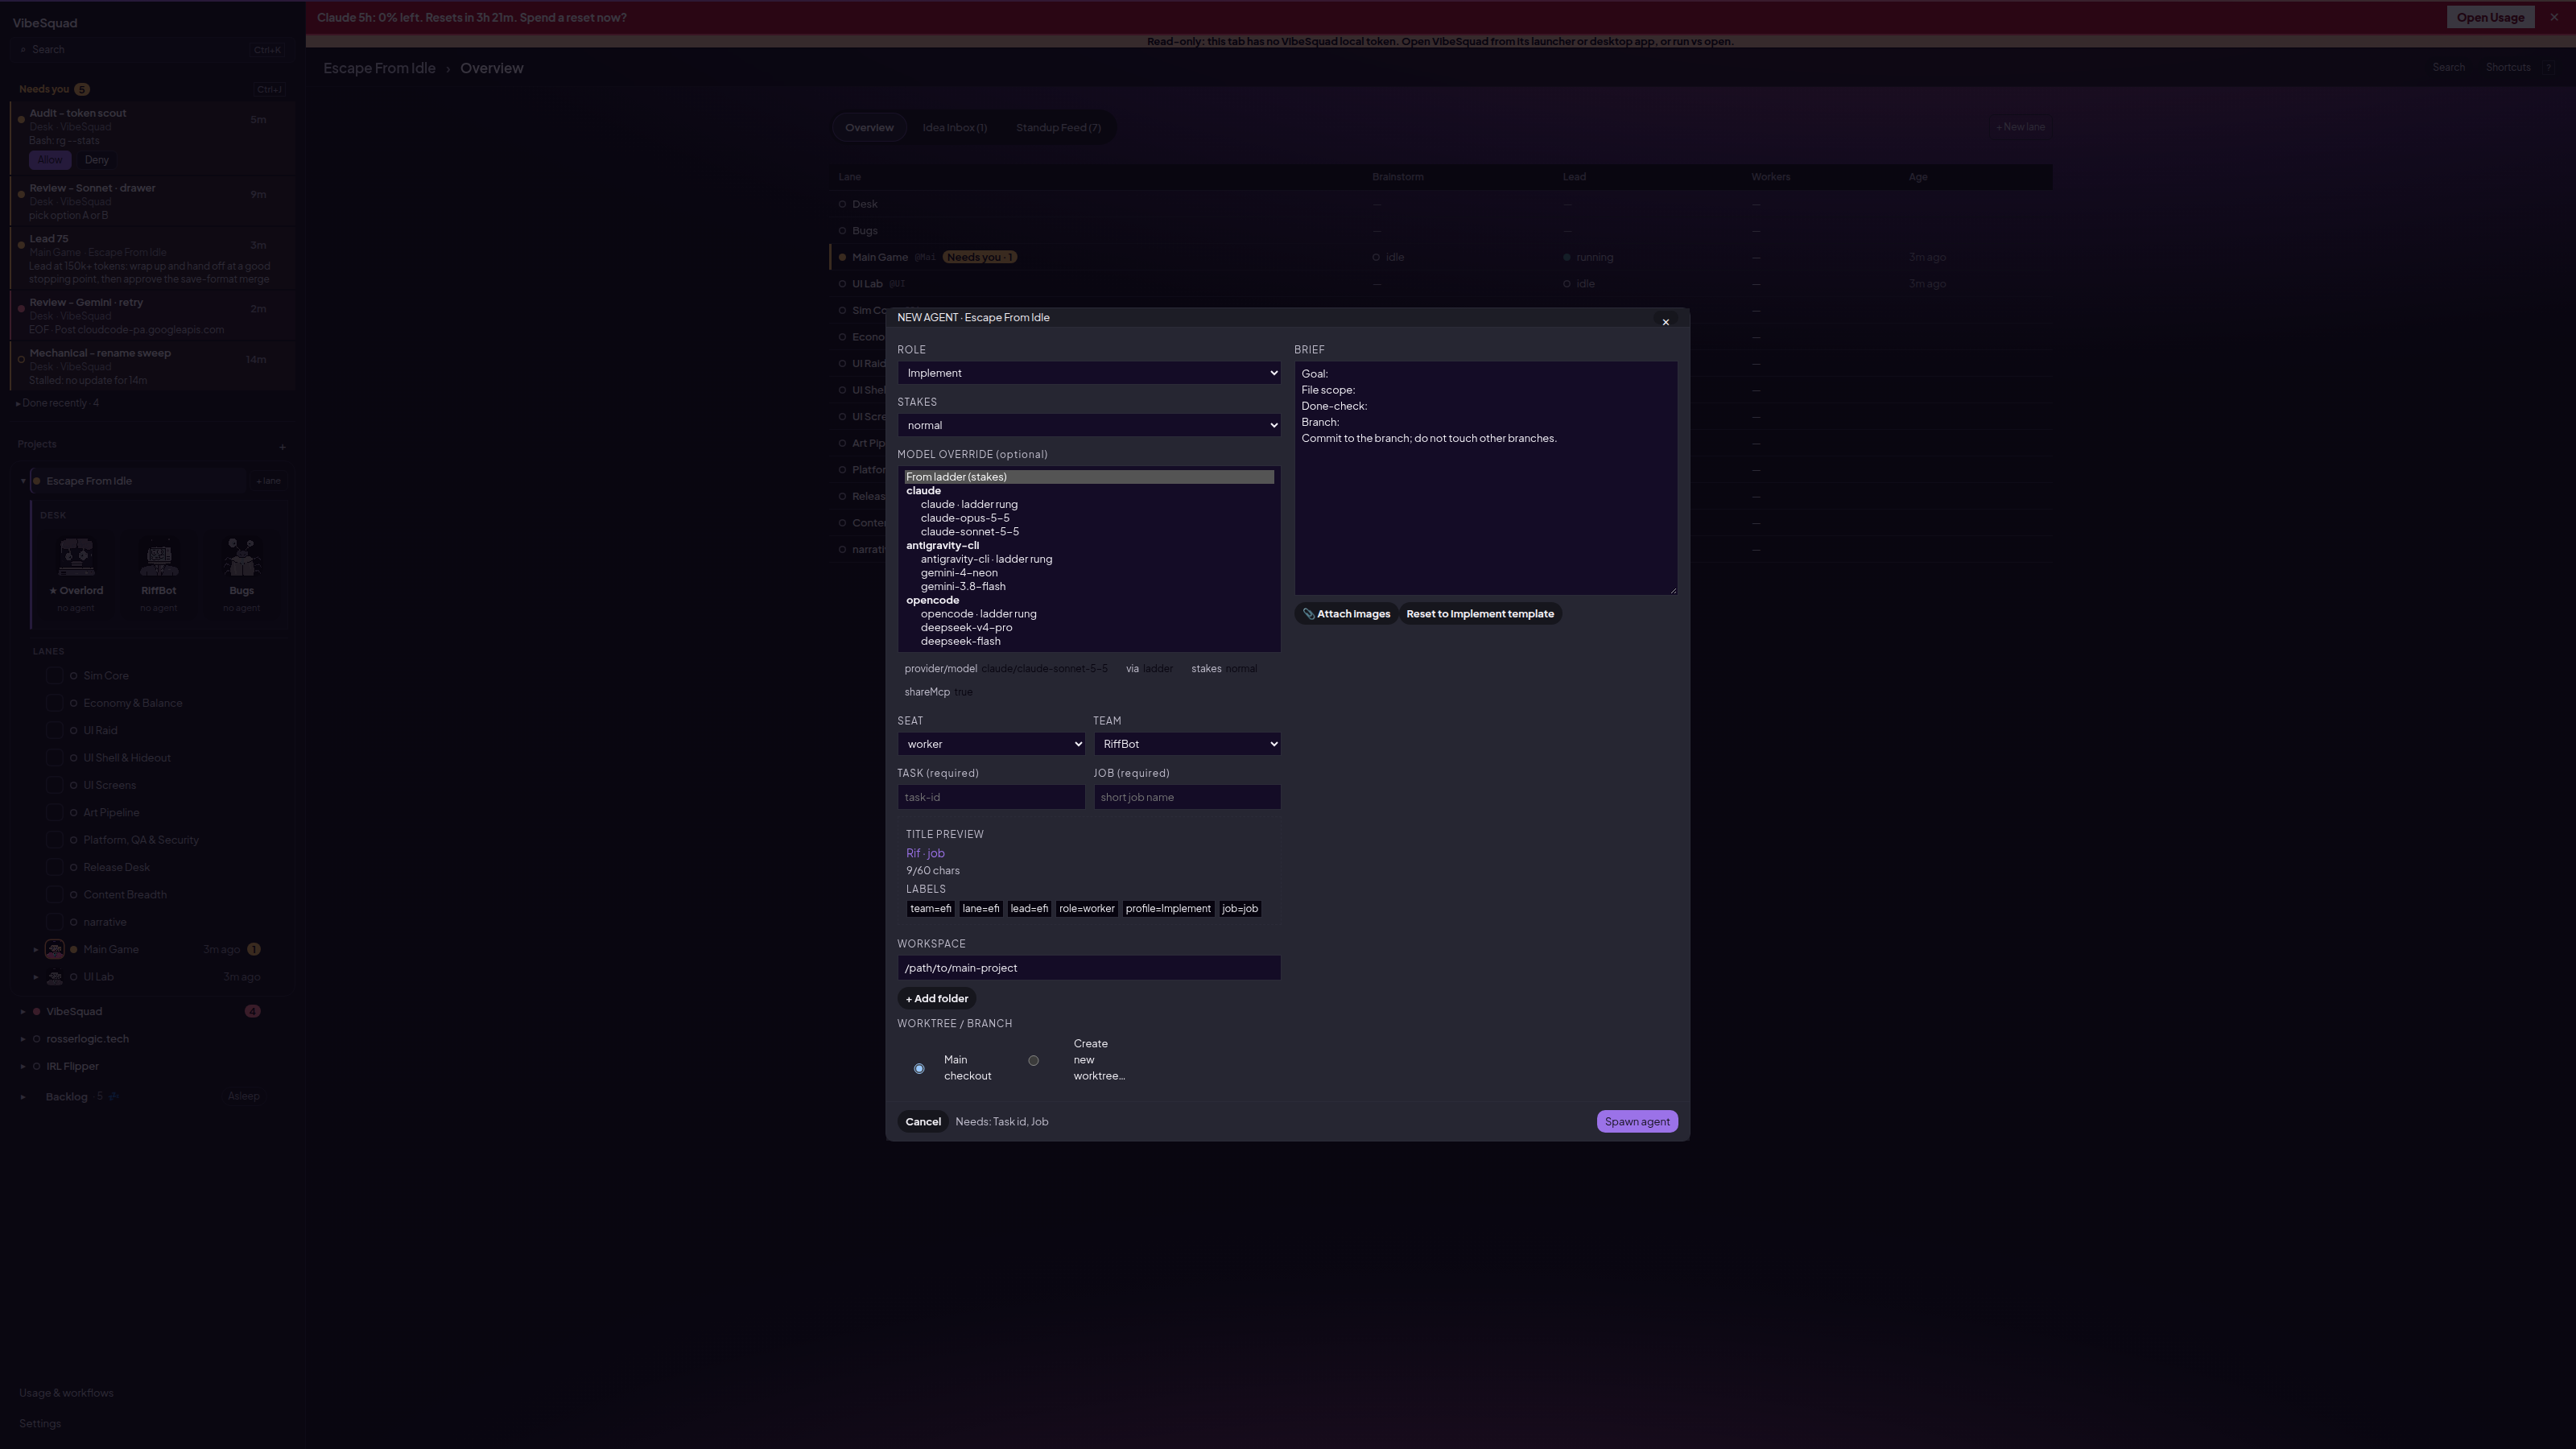 VibeSquad
Search Ctrl+K
Needs you 5 Ctrl+J
Audit - token scout 5m
Desk · VibeSquad
Bash: rg --stats
Allow Deny
Review - Sonnet · drawer 9m
Desk · VibeSquad
pick option A or B
Lead 75 3m
Main Game · Escape From Idle
Lead at 150k+ tokens: wrap up and hand off at a good
stopping point, then approve the save-format merge
Review - Gemini · retry 2m
Desk · VibeSquad
EOF · Post cloudcode-pa.googleapis.com
Mechanical - rename sweep 14m
Desk · VibeSquad
Stalled: no update for 14m
▸ Done recently · 4
Projects +
▾ Escape From Idle + lane
DESK
★ Overlord RiffBot Bugs
no agent no agent no agent
LANES
Sim Core
Economy & Balance
UI Raid
UI Shell & Hideout
UI Screens
Art Pipeline
Platform, QA & Security
Release Desk
Content Breadth
narrative
▸ Main Game 3m ago 1
▸ UI Lab 3m ago
▸ VibeSquad 4
▸ rosserlogic.tech
▸ IRL Flipper
▸ Backlog · 5 Asleep
Usage & workflows
Settings
Claude 5h: 0% left. Resets in 3h 21m. Spend a reset now? Open Usage ×
Read-only: this tab has no VibeSquad local token. Open VibeSquad from its launcher or desktop app, or run vs open.
Escape From Idle › Overview Search Shortcuts ?
Overview Idea Inbox (1) Standup Feed (7) + New lane
Lane Brainstorm Lead Workers Age
Desk — — —
Bugs — — —
Main Game @Mai Needs you · 1 idle running — 3m ago
UI Lab @UI — idle — 3m ago
Sim Co —
Econo —
UI Raid —
UI Shel —
UI Scre —
Art Pip —
Platfor —
Releas —
Conte —
narrati —
NEW AGENT · Escape From Idle ×
ROLE
Implement
STAKES
normal
MODEL OVERRIDE (optional)
From ladder (stakes)
claude
claude · ladder rung
claude-opus-5-5
claude-sonnet-5-5
antigravity-cli
antigravity-cli · ladder rung
gemini-4-neon
gemini-3.8-flash
opencode
opencode · ladder rung
deepseek-v4-pro
deepseek-flash
provider/model claude/claude-sonnet-5-5 via ladder stakes normal
shareMcp true
SEAT TEAM
worker RiffBot
TASK (required) JOB (required)
task-id short job name
TITLE PREVIEW
Rif · job
9/60 chars
LABELS
team=efi lane=efi lead=efi role=worker profile=Implement job=job
WORKSPACE
/path/to/main-project
+ Add folder
WORKTREE / BRANCH
Main
checkout
Create
new
worktree…
BRIEF
Goal:
File scope:
Done-check:
Branch:
Commit to the branch; do not touch other branches.
📎 Attach images Reset to Implement template
Cancel Needs: Task id, Job Spawn agent